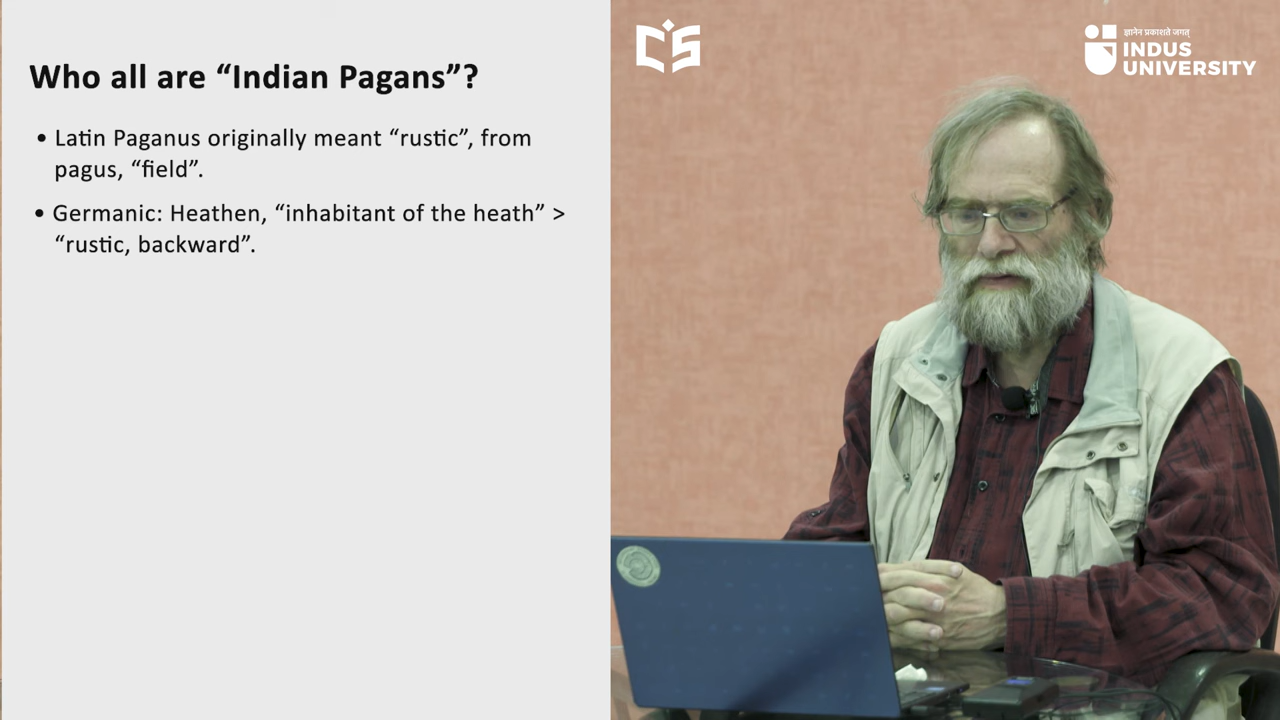 Who all are “Indian Pagans”?
• Latin Paganus originally meant “rustic”, from
pagus, “field”.
• Germanic: Heathen, “inhabitant of the heath” >
“rustic, backward”.
CIS
ज्ञानेन प्रकाशते जगत्
INDUS
UNIVERSITY